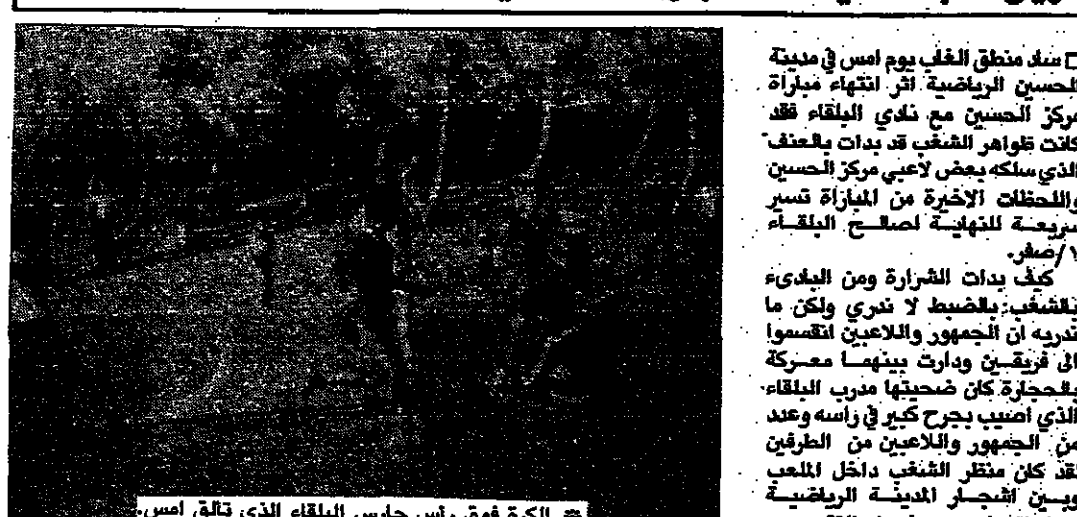 □ ساد منطق الغاب يوم امس في مدينة
الحسين الرياضية اثر انتهاء مباراة
مركز الحسين مع نادي البلقاء فقد
كانت ظواهر الشغب قد بدات بالعنف
الذي سلكه بعض لاعبي مركز الحسين
واللحظات الاخيرة من المباراة تسير
سريعة للنهاية لصالح البلقاء
/صفر.
كيف بدات الشرارة ومن البادىء
بالشغب، بالضبط لا ندري ولكن ما
ندريه ان الجمهور واللاعبين انقسموا
الى فريقين ودارت بينهما معركة
بالحجارة كان ضحيتها مدرب البلقاء
الذي اصيب بجرح كبير في راسه وعدد
من الجمهور واللاعبين من الطرفين
لقد كان منظر الشغب داخل الملعب
وبين اشجار المدينة الرياضية
الكرة فوق رأس حارس البلقاء الذي تالق امس.